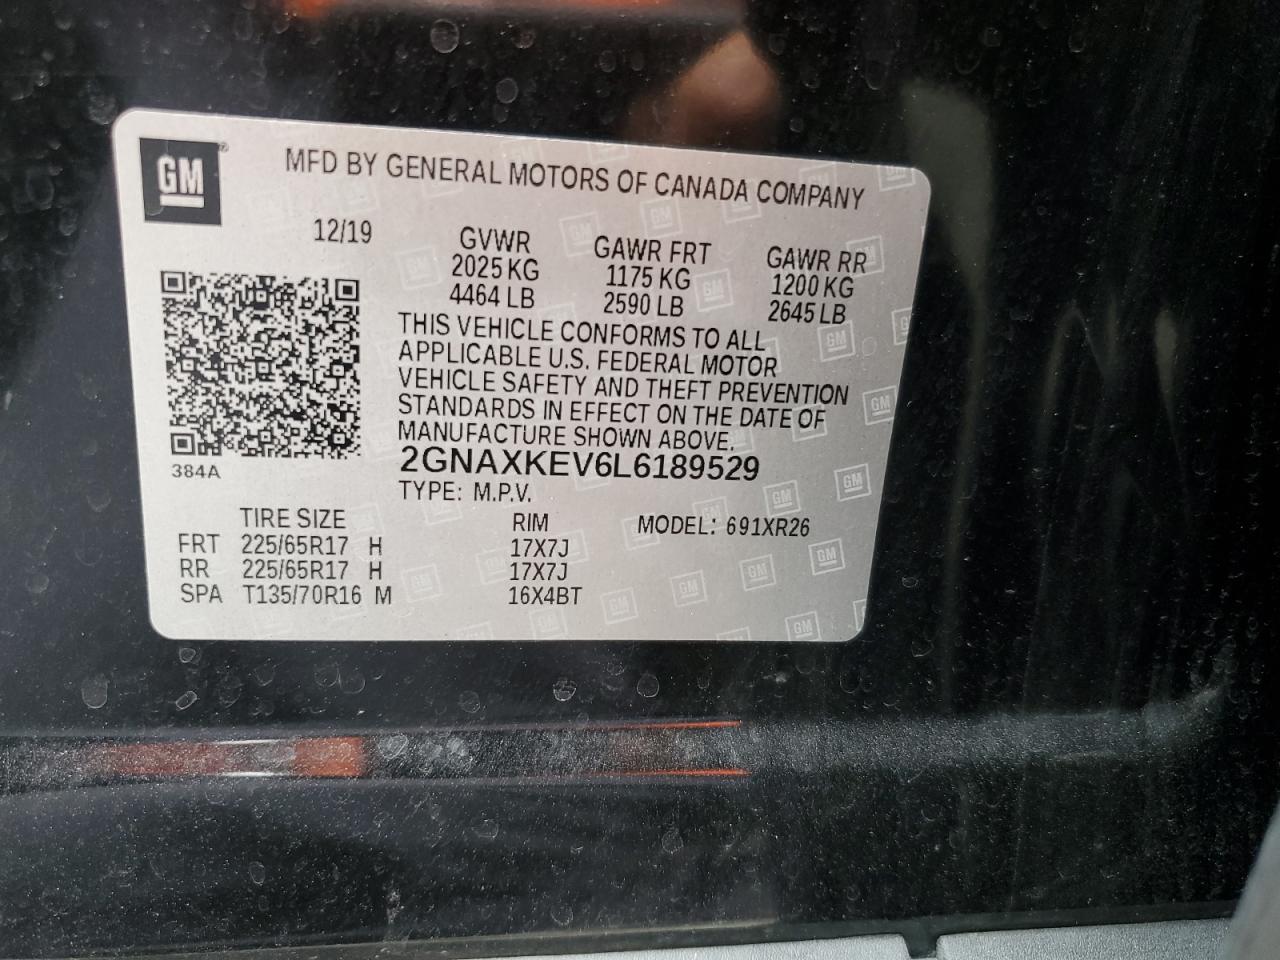 GM
MFD BY GENERAL MOTORS OF CANADA COMPANY
12/19
GVWR
2025 KG
4464 LB
GAWR FRT
1175 KG
2590 LB
GAWR RR
1200 KG
2645 LB
THIS VEHICLE CONFORMS TO ALL
APPLICABLE U.S. FEDERAL MOTOR
VEHICLE SAFETY AND THEFT PREVENTION
STANDARDS IN EFFECT ON THE DATE OF
MANUFACTURE SHOWN ABOVE.
384A
2GNAXKEV6L6189529
TYPE: M.P.V.
TIRE SIZE RIM MODEL: 691XR26
FRT 225/65R17 H 17X7J
RR 225/65R17 H 17X7J
SPA T135/70R16 M 16X4BT